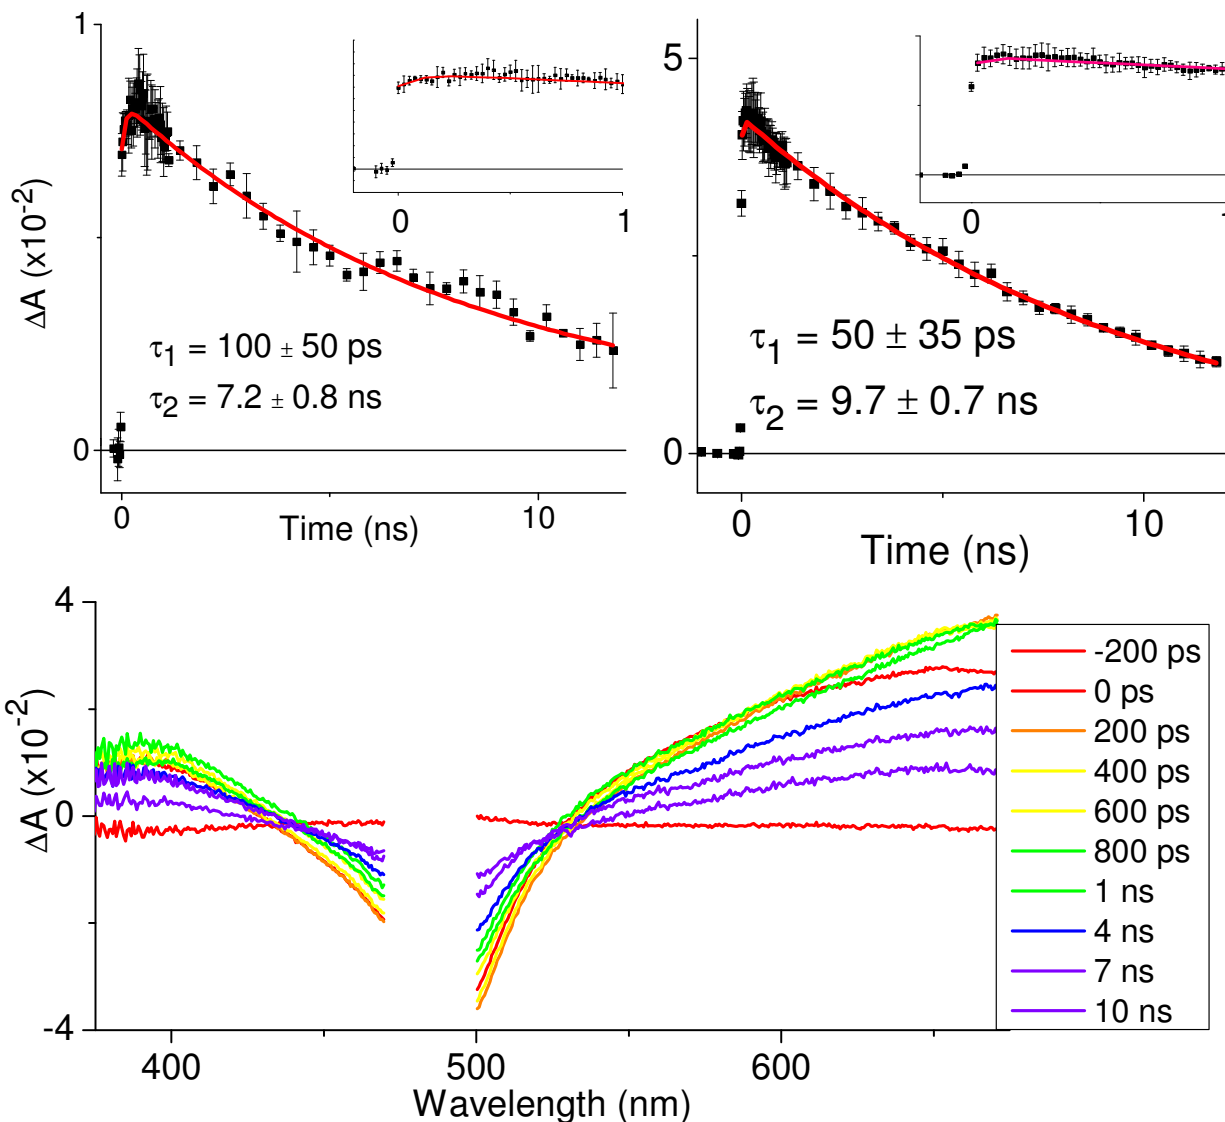 1
ΔA (x10⁻²)
0
0
1
τ₁ = 100 ± 50 ps
τ₂ = 7.2 ± 0.8 ns
0
10
Time (ns)
5
0
0
τ₁ = 50 ± 35 ps
τ₂ = 9.7 ± 0.7 ns
0
10
Time (ns)
4
ΔA (x10⁻²)
0
-4
400
500
600
Wavelength (nm)
-200 ps
0 ps
200 ps
400 ps
600 ps
800 ps
1 ns
4 ns
7 ns
10 ns